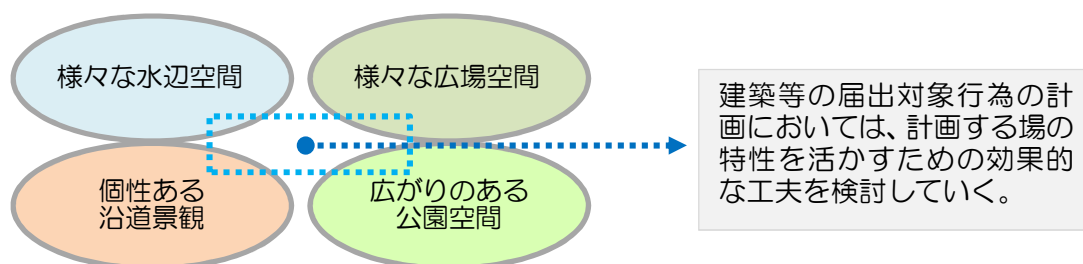 様々な水辺空間
様々な広場空間
個性ある
沿道景観
広がりのある
公園空間
建築等の届出対象行為の計
画においては、計画する場の
特性を活かすための効果的
な工夫を検討していく。